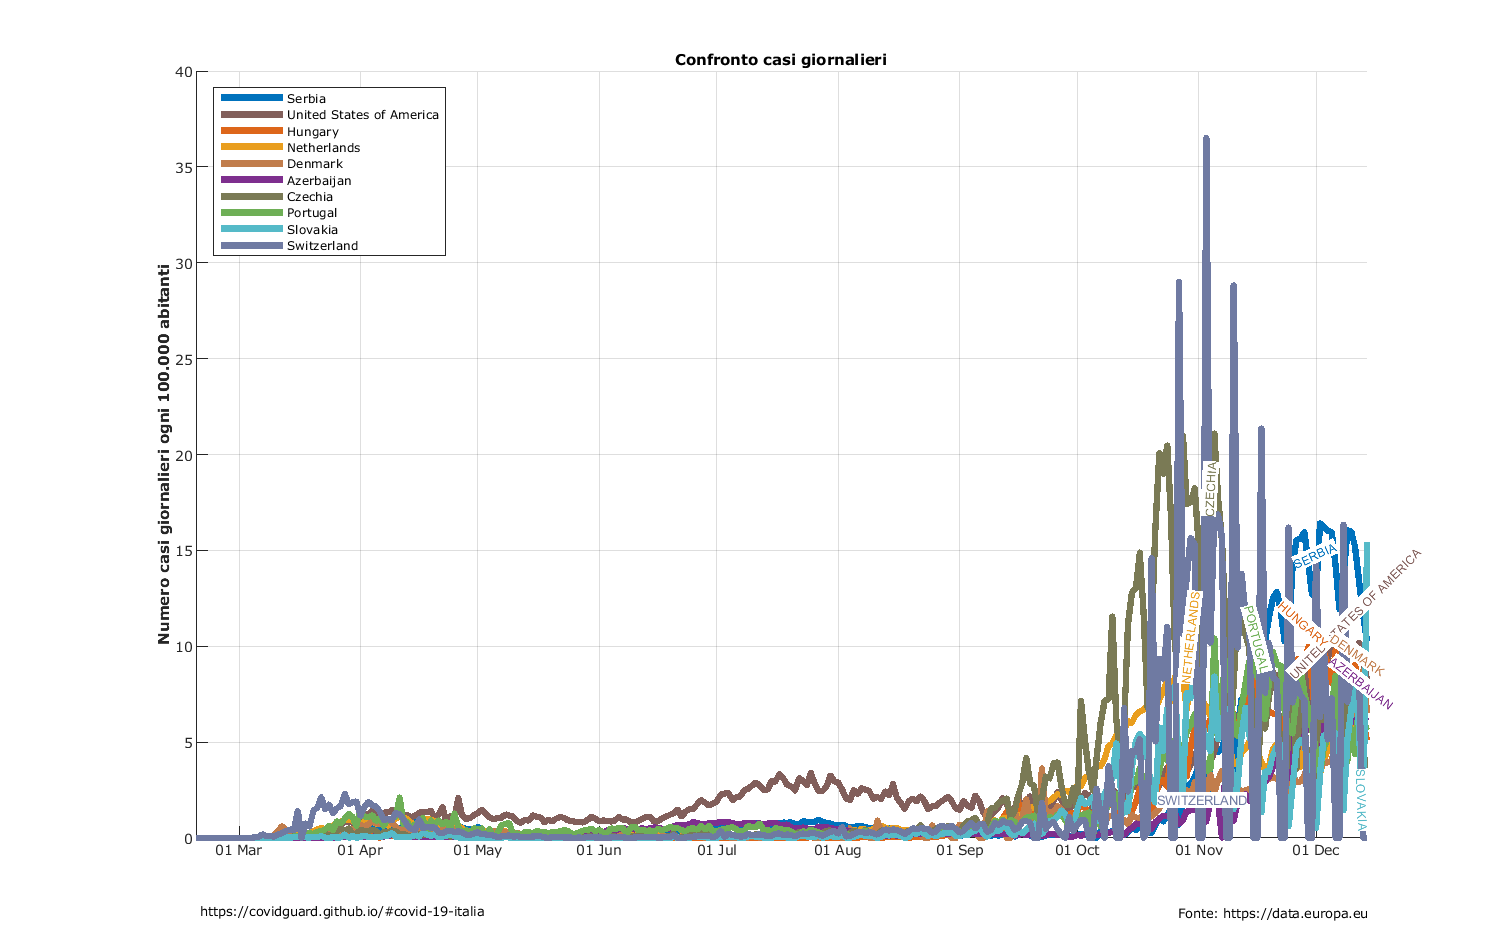 Confronto casi giornalieri
Numero casi giornalieri ogni 100.000 abitanti
40
35
30
25
20
15
10
5
0
Serbia
United States of America
Hungary
Netherlands
Denmark
Azerbaijan
Czechia
Portugal
Slovakia
Switzerland
CZECHIA
SERBIA
NETHERLANDS
PORTUGAL
HUNGARY
UNITED STATES OF AMERICA
DENMARK
AZERBAIJAN
SWITZERLAND
SLOVAKIA
01 Mar
01 Apr
01 May
01 Jun
01 Jul
01 Aug
01 Sep
01 Oct
01 Nov
01 Dec
https://covidguard.github.io/#covid-19-italia
Fonte: https://data.europa.eu